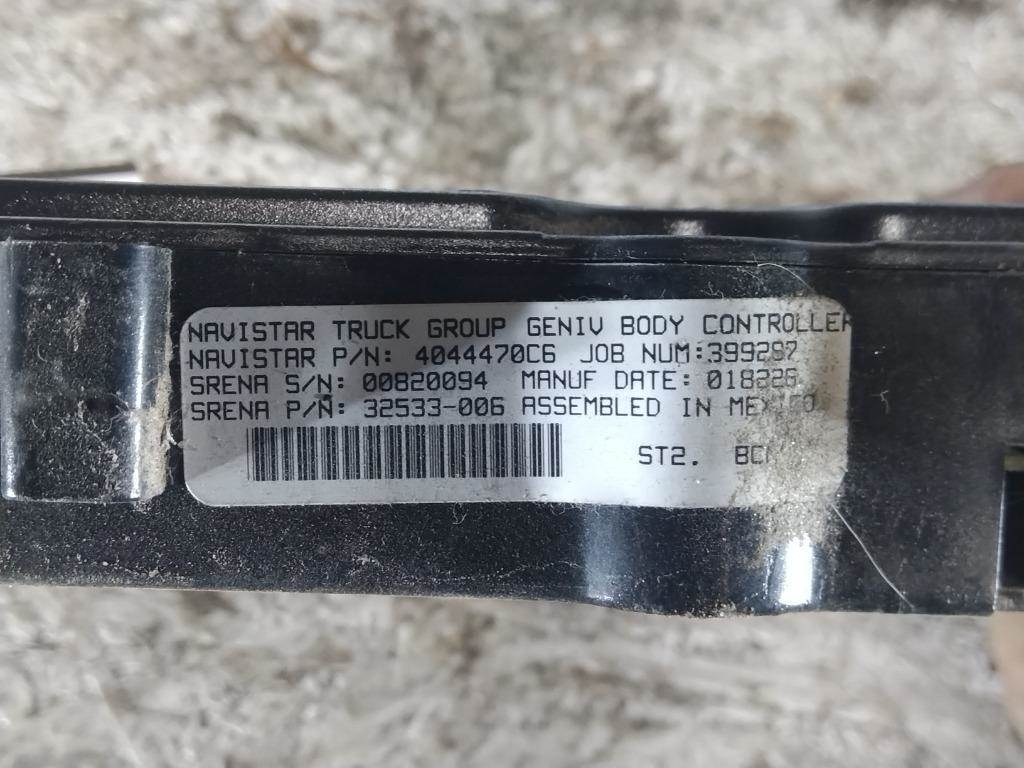 NAVISTAR TRUCK GROUP GENIV BODY CONTROLLER
NAVISTAR P/N: 4044470C6 JOB NUM:399297
SRENA S/N: 00820094 MANUF DATE:
SRENA P/N: 32533-006 ASSEMBLED IN MEXICO
ST2.